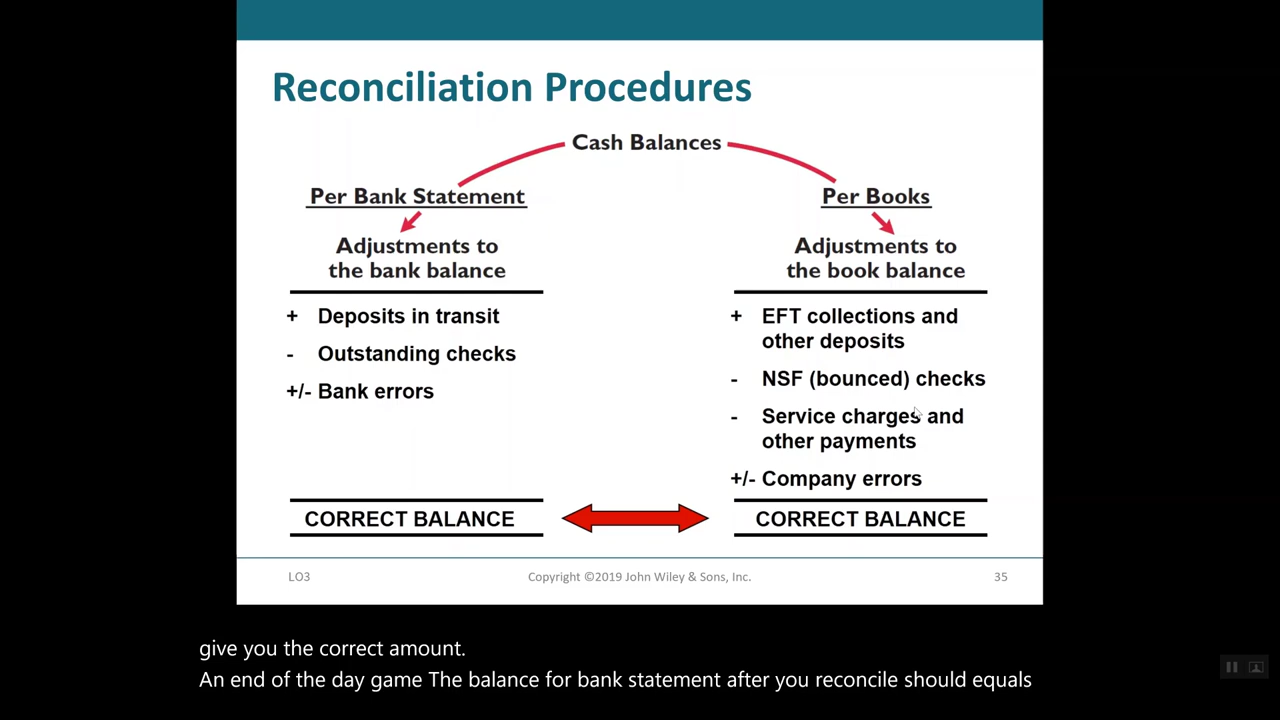 Reconciliation Procedures
Cash Balances
Per Bank Statement
Adjustments to
the bank balance
+ Deposits in transit
- Outstanding checks
+/- Bank errors
CORRECT BALANCE
Per Books
Adjustments to
the book balance
+ EFT collections and
other deposits
- NSF (bounced) checks
- Service charges and
other payments
+/- Company errors
CORRECT BALANCE
LO3
Copyright ©2019 John Wiley & Sons, Inc.
35
give you the correct amount.
An end of the day game The balance for bank statement after you reconcile should equals